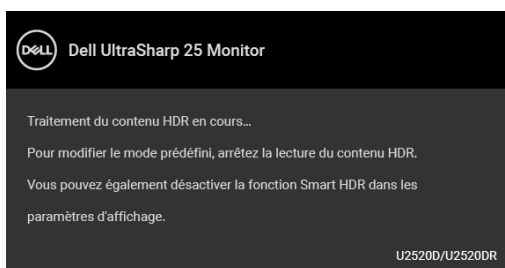 DELL Dell UltraSharp 25 Monitor
Traitement du contenu HDR en cours...
Pour modifier le mode prédéfini, arrêtez la lecture du contenu HDR.
Vous pouvez également désactiver la fonction Smart HDR dans les
paramètres d'affichage.
U2520D/U2520DR